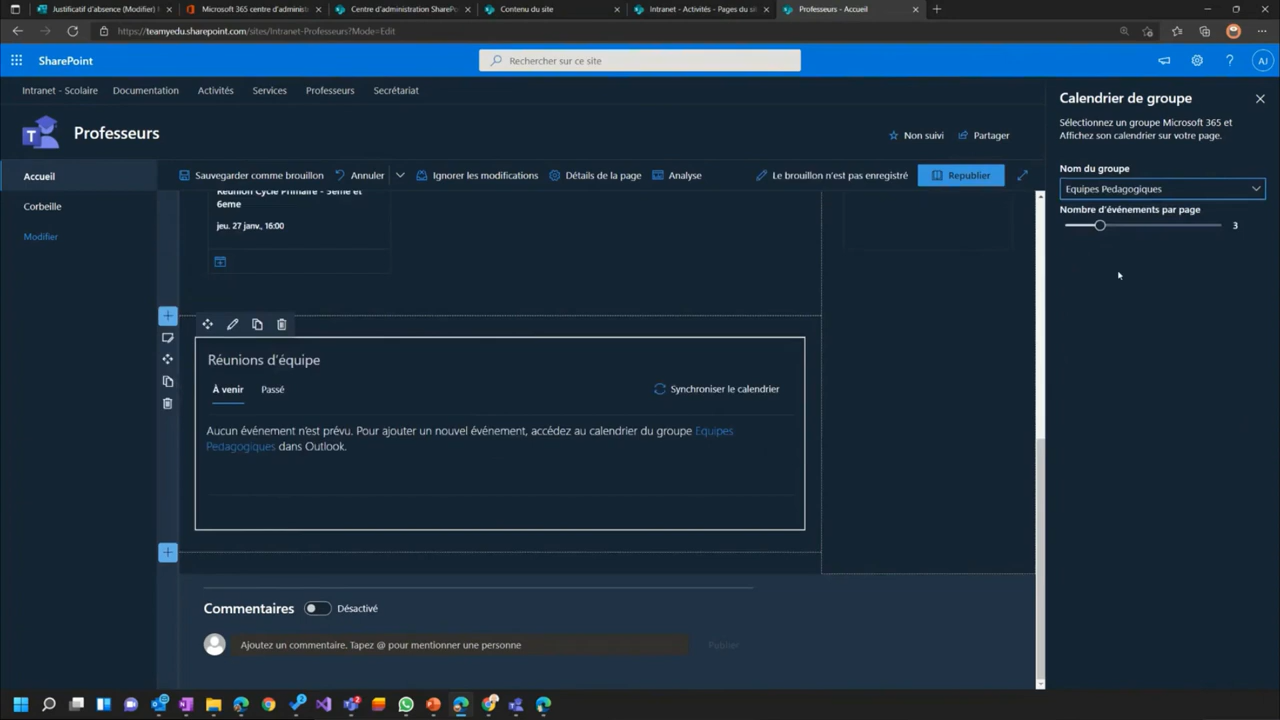 Justificatif d'absence (Modifier)
Microsoft 365 centre d'administ
Centre d'administration SharePo
Contenu du site
Intranet - Activités - Pages du si
Professeurs - Accueil
https://teamyedu.sharepoint.com/sites/Intranet-Professeurs?Mode=Edit
SharePoint
Rechercher sur ce site
AJ
Intranet - Scolaire
Documentation
Activités
Services
Professeurs
Secrétariat
T
Professeurs
Non suivi
Partager
Accueil
Corbeille
Modifier
Sauvegarder comme brouillon
Annuler
Ignorer les modifications
Détails de la page
Analyse
Le brouillon n'est pas enregistré
Republier
Réunion Cycle Primaire - 5eme et
6eme
jeu. 27 janv., 16:00
Réunions d'équipe
À venir
Passé
Synchroniser le calendrier
Aucun événement n'est prévu. Pour ajouter un nouvel événement, accédez au calendrier du groupe Equipes
Pedagogiques dans Outlook.
Commentaires
Désactivé
Ajoutez un commentaire. Tapez @ pour mentionner une personne
Publier
Calendrier de groupe
Sélectionnez un groupe Microsoft 365 et
Affichez son calendrier sur votre page.
Nom du groupe
Equipes Pedagogiques
Nombre d'événements par page
3